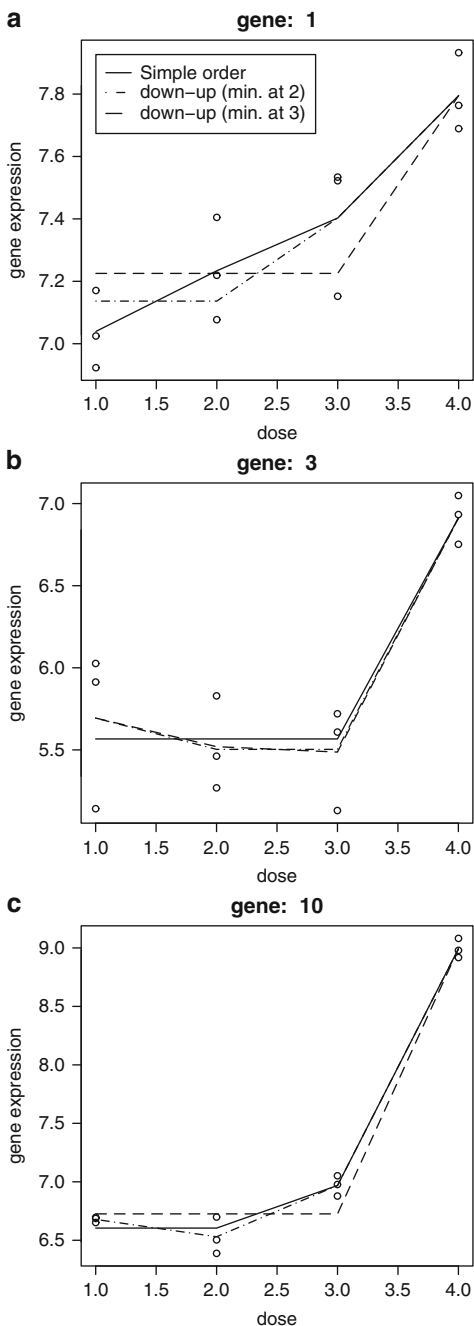 a
gene: 1
Simple order
down−up (min. at 2)
down−up (min. at 3)
7.8
7.6
7.4
7.2
7.0
gene expression
1.0 1.5 2.0 2.5 3.0 3.5 4.0
dose
b
gene: 3
7.0
6.5
6.0
5.5
gene expression
1.0 1.5 2.0 2.5 3.0 3.5 4.0
dose
c
gene: 10
9.0
8.5
8.0
7.5
7.0
6.5
gene expression
1.0 1.5 2.0 2.5 3.0 3.5 4.0
dose